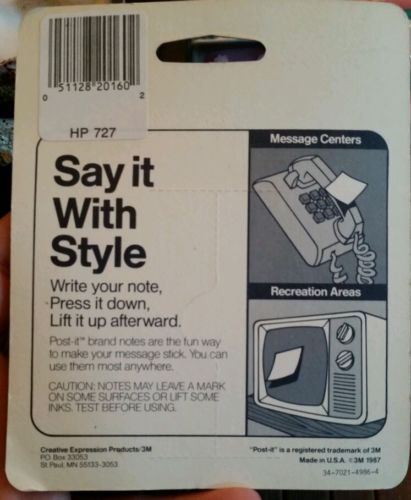 0 51128 20160 2
HP 727
Message Centers
Say it
With
Style
Write your note,
Press it down,
Lift it up afterward.
Post-it™ brand notes are the fun way
to make your message stick. You can
use them most anywhere.
CAUTION: NOTES MAY LEAVE A MARK
ON SOME SURFACES OR LIFT SOME
INKS. TEST BEFORE USING.
Recreation Areas
Creative Expression Products/3M
PO Box 33053
St Paul, MN 55133-3053
"Post-it" is a registered trademark of 3M
Made in U.S.A. ©3M 1987
34-7021-4986-4